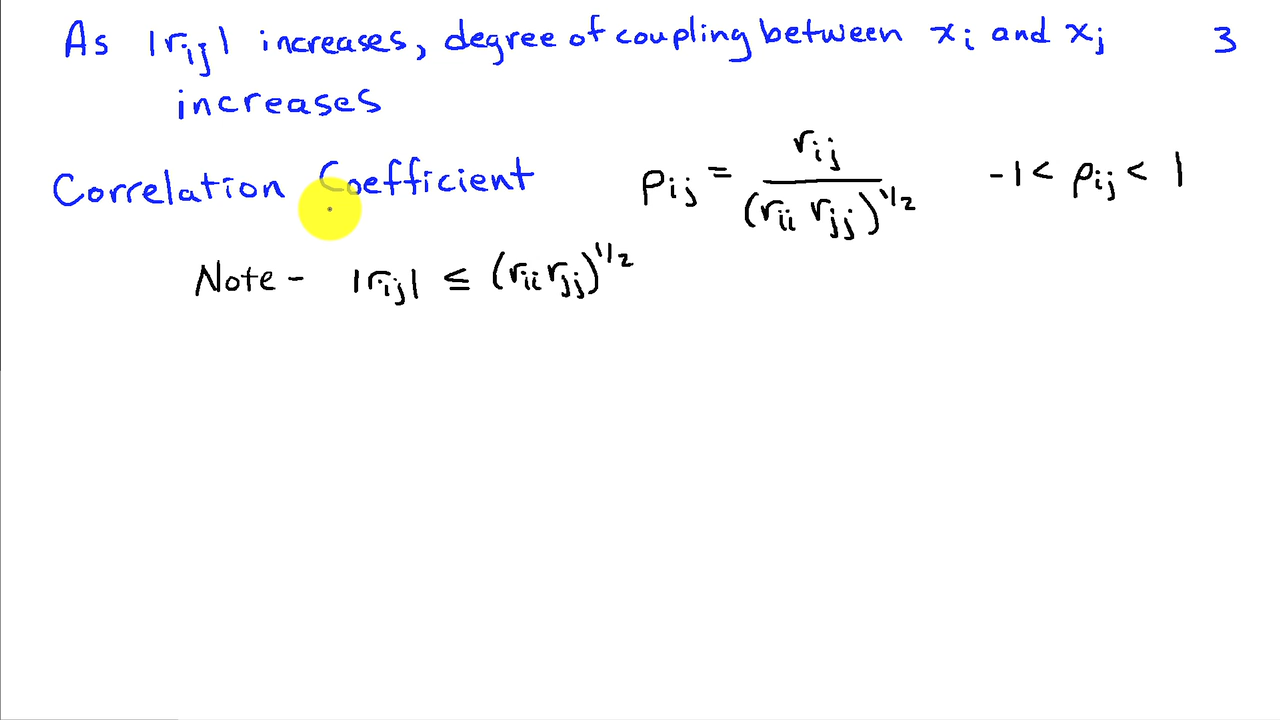 As |rij| increases, degree of coupling between xi and xj 3
increases
Correlation Coefficient ρij = rij / (rii rjj)^1/2 -1 < ρij < 1
Note - |rij| ≤ (rii rjj)^1/2